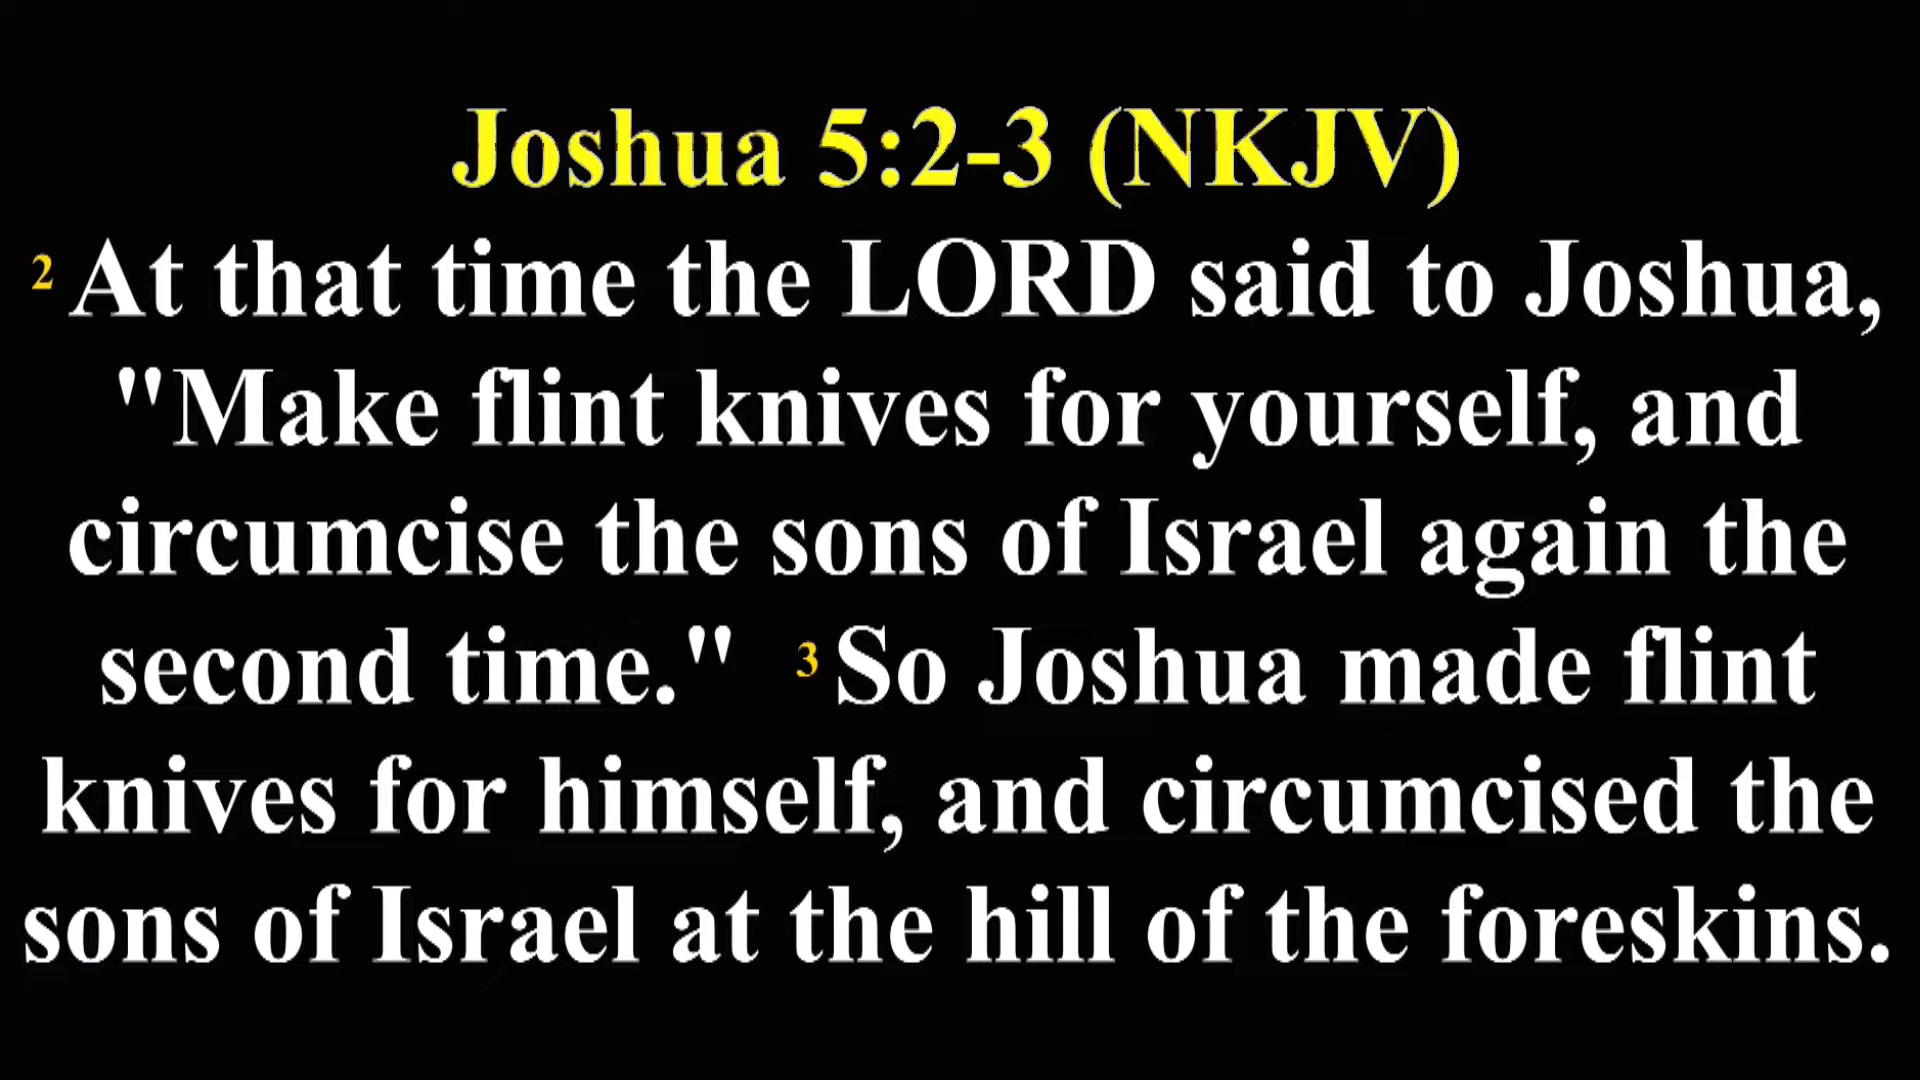 Joshua 5:2-3 (NKJV)
2 At that time the LORD said to Joshua,
"Make flint knives for yourself, and
circumcise the sons of Israel again the
second time." 3 So Joshua made flint
knives for himself, and circumcised the
sons of Israel at the hill of the foreskins.